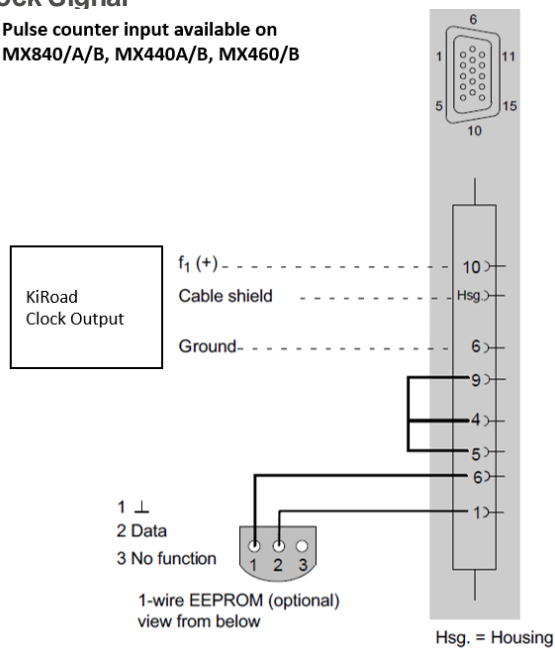 ock Signal
Pulse counter input available on
MX840/A/B, MX440A/B, MX460/B
6
1
11
5
15
10
f1 (+)
10
KiRoad
Clock Output
Cable shield
Hsg.
Ground
6
9
4
5
6
1
1 ⊥
2 Data
3 No function
1 2 3
1-wire EEPROM (optional)
view from below
Hsg. = Housing